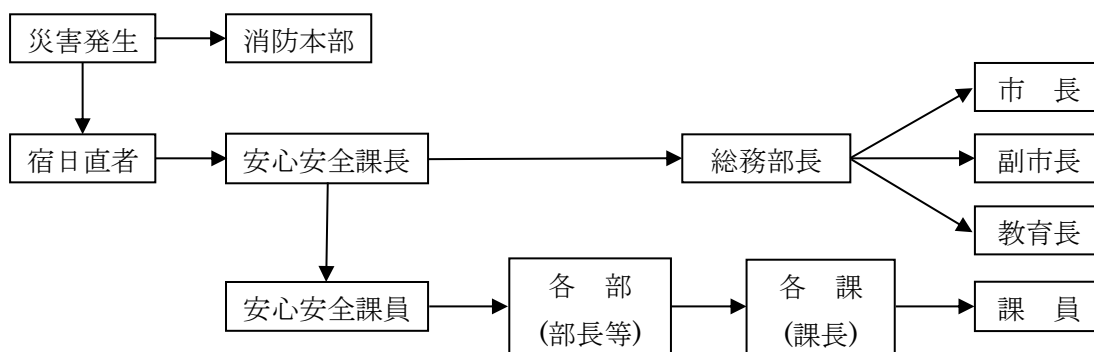 災害発生
消防本部
市　長
宿日直者
安心安全課長
総務部長
副市長
教育長
安心安全課員
各　部
(部長等)
各　課
(課長)
課　員